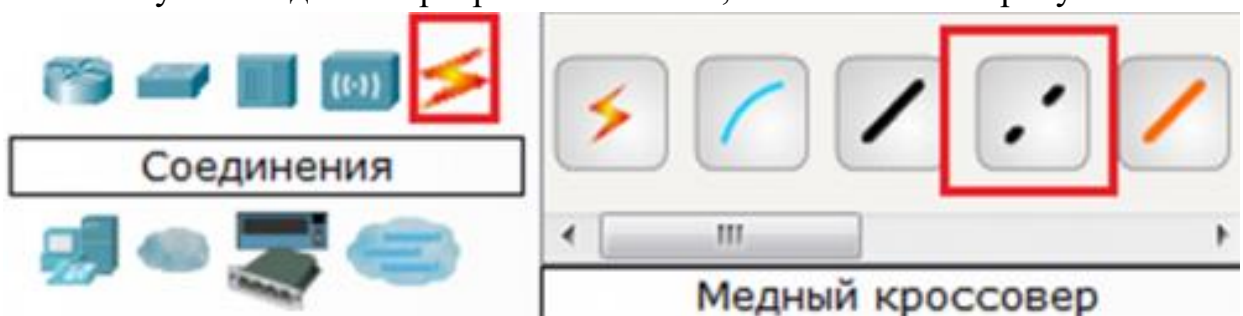 Соединения
Медный кроссовер